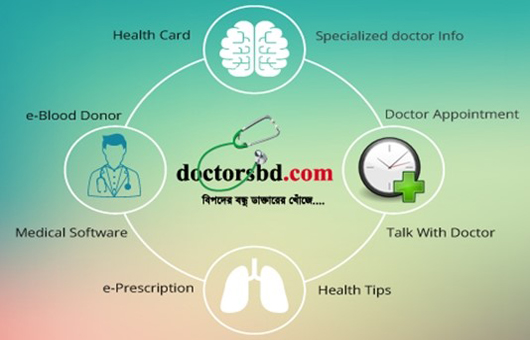 Health Card
Specialized doctor Info
e-Blood Donor
Doctor Appointment
doctorsbd.com
বিপদের বন্ধু ডাক্তারের খোঁজে....
Medical Software
Talk With Doctor
e-Prescription
Health Tips